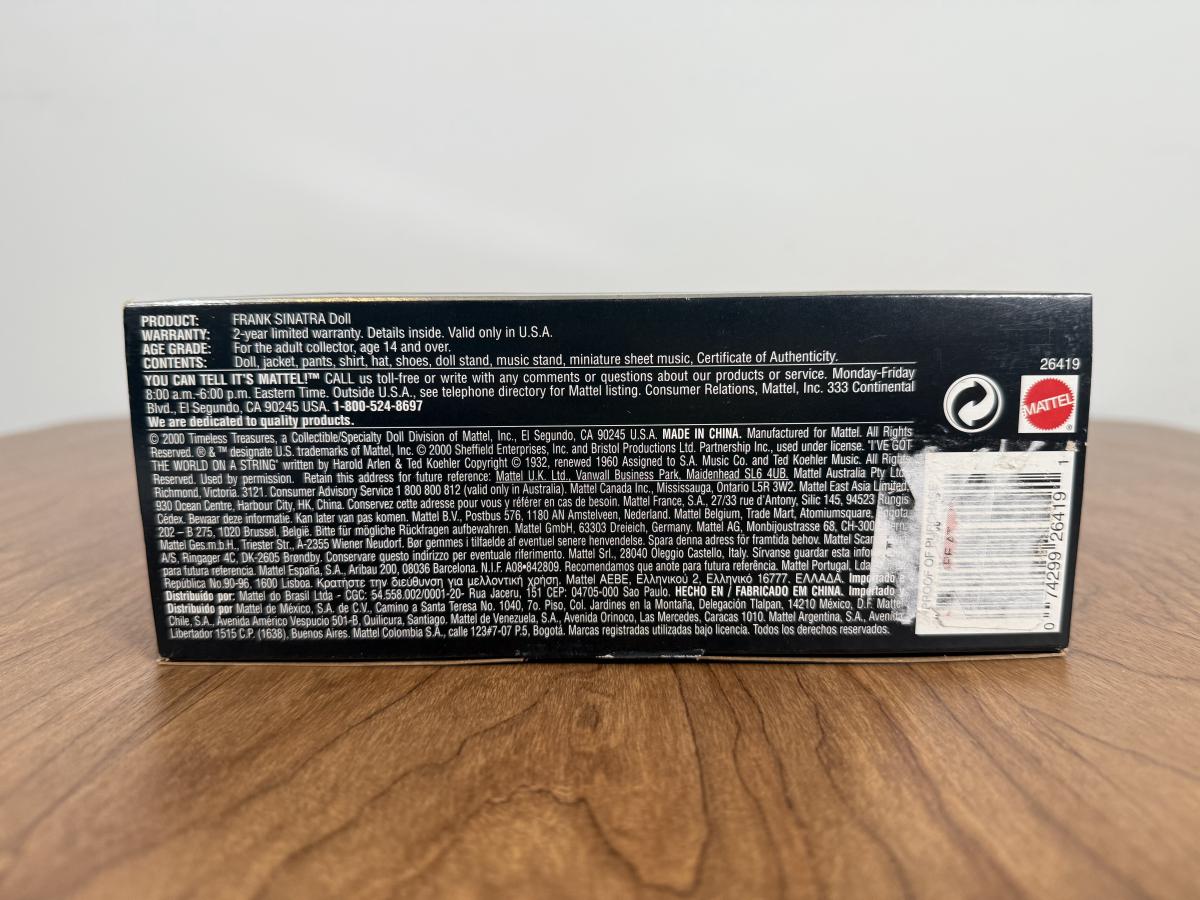 PRODUCT: FRANK SINATRA Doll
WARRANTY: 2-year limited warranty. Details inside. Valid only in U.S.A.
AGE GRADE: For the adult collector, age 14 and over.
CONTENTS: Doll, jacket, pants, shirt, hat, shoes, doll stand, music stand, miniature sheet music, Certificate of Authenticity.
YOU CAN TELL IT'S MATTEL!™ CALL us toll-free or write with any comments or questions about our products or service. Monday-Friday
8:00 a.m.-6:00 p.m. Eastern Time. Outside U.S.A., see telephone directory for Mattel listing. Consumer Relations, Mattel, Inc. 333 Continental
Blvd., El Segundo, CA 90245 USA. 1-800-524-8697
We are dedicated to quality products.
© 2000 Timeless Treasures, a Collectible/Specialty Doll Division of Mattel, Inc., El Segundo, CA 90245 U.S.A. MADE IN CHINA. Manufactured for Mattel. All Rights
Reserved. ® & ™ designate U.S. trademarks of Mattel, Inc. © 2000 Sheffield Enterprises, Inc. and Bristol Productions Ltd. Partnership Inc., used under license. "I'VE GOT
THE WORLD ON A STRING" written by Harold Arlen & Ted Koehler Copyright © 1932, renewed 1960 Assigned to S.A. Music Co. and Ted Koehler Music. All Rights
Reserved. Used by permission. Retain this address for future reference: Mattel U.K. Ltd., Vanwall Business Park, Maidenhead SL6 4UB. Mattel Australia Pty Ltd.
Richmond, Victoria. 3121. Consumer Advisory Service 1 800 800 812 (valid only in Australia). Mattel Canada Inc., Mississauga, Ontario L5R 3W2. Mattel East Asia Limited,
930 Ocean Centre, Harbour City, HK, China. Conservez cette adresse pour vous y référer en cas de besoin. Mattel France, S.A., 27/33 rue d'Antony, Silic 145, 94523 Rungis
Cédex. Bewaar deze informatie. Kan later van pas komen. Mattel B.V., Postbus 576, 1180 AN Amstelveen, Nederland. Mattel Belgium, Trade Mart, Atomiumsquare, Bogota
202 – B 275, 1020 Brussel, België. Bitte für mögliche Rückfragen aufbewahren. Mattel GmbH, 63303 Dreieich, Germany. Mattel AG, Monbijoustrasse 68, CH-300
Mattel Ges.m.b.H., Triester Str., A-2355 Wiener Neudorf. Bør gemmes i tilfælde af eventuel senere henvendelse. Spara denna adress för framtida behov. Mattel
A/S, Ringager 4C, DK-2605 Brøndby. Conservare questo indirizzo per eventuale riferimento. Mattel Srl., 28040 Oleggio Castello, Italy. Sírvanse guardar esta
para futura referencia. Mattel España, S.A., Aribau 200, 08036 Barcelona. N.I.F. A08-842809. Recomendamos que anote para futura referência. Mattel Portugal, Lda
República No.90-96, 1600 Lisboa. Κρατήστε την διεύθυνση για μελλοντική χρήση. Mattel AEBE, Ελληνικού 2, Ελληνικό 16777. ΕΛΛΑΔΑ. Importado e
Distribuido por: Mattel do Brasil Ltda - CGC: 54.558.002/0001-20- Rua Jaceru, 151 CEP: 04705-000 Sao Paulo. HECHO EN / FABRICADO EM CHINA. Importado y
Distribuido por Mattel de México, S.A. de C.V., Camino a Santa Teresa No. 1040, 7o. Piso, Col. Jardines en la Montaña, Delegación Tlalpan, 14210 México, D.F. Mattel
Chile, S.A., Avenida Américo Vespucio 501-B, Quilicura, Santiago. Mattel de Venezuela, S.A., Avenida Orinoco, Las Mercedes, Caracas 1010. Mattel Argentina, S.A., Avenida
Libertador 1515 C.P. (1638). Buenos Aires. Mattel Colombia S.A., calle 123#7-07 P.5, Bogotá. Marcas registradas utilizadas bajo licencia. Todos los derechos reservados.
26419
MATTEL®
PROOF OF
0 74299 26419 1